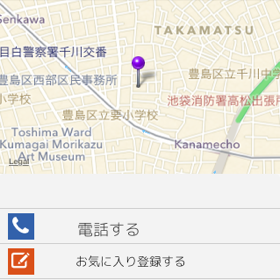 Senkawa
TAKAMATSU
目白警察署千川交番
豊島区立千川中学
豊島区西部区民事務所
小学校
池袋消防署高松出張所
豊島区立要小学校
Toshima Ward
Kumagai Morikazu
Art Museum
Kanamecho
Legal
電話する
お気に入り登録する